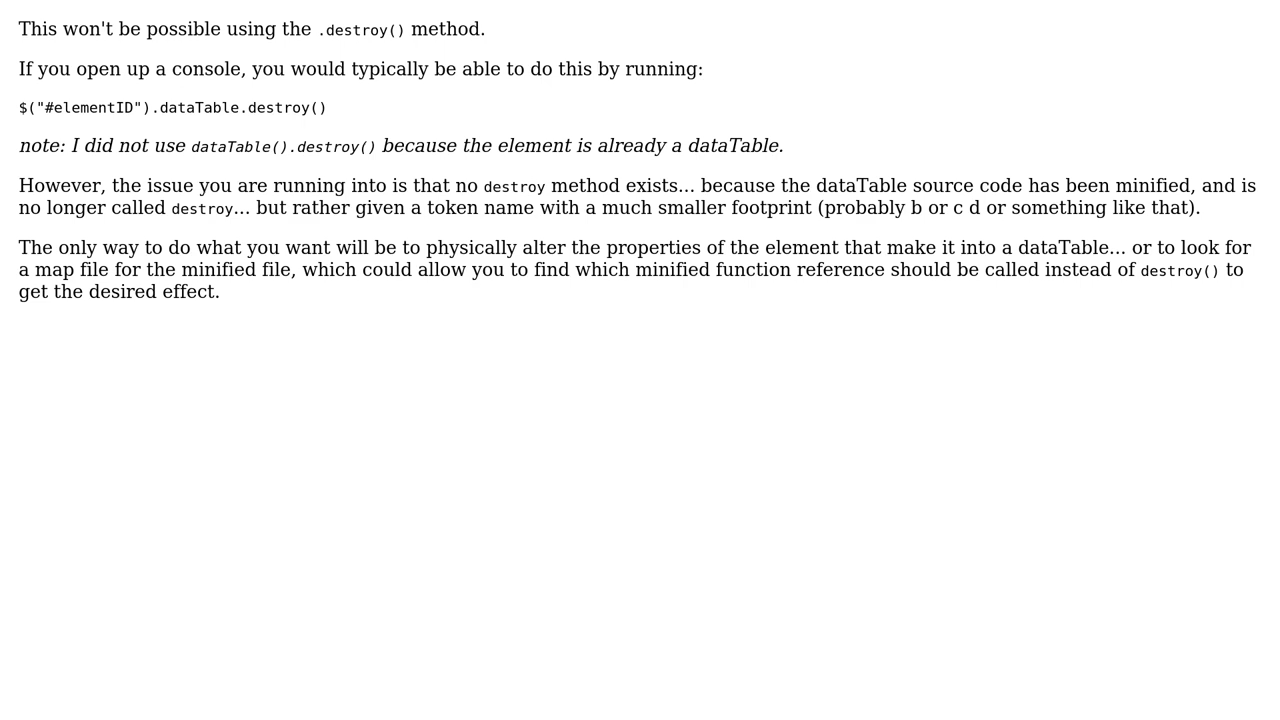 This won't be possible using the .destroy() method.
If you open up a console, you would typically be able to do this by running:
$("#elementID").dataTable.destroy()
note: I did not use dataTable().destroy() because the element is already a dataTable.
However, the issue you are running into is that no destroy method exists... because the dataTable source code has been minified, and is
no longer called destroy... but rather given a token name with a much smaller footprint (probably b or c d or something like that).
The only way to do what you want will be to physically alter the properties of the element that make it into a dataTable... or to look for
a map file for the minified file, which could allow you to find which minified function reference should be called instead of destroy() to
get the desired effect.